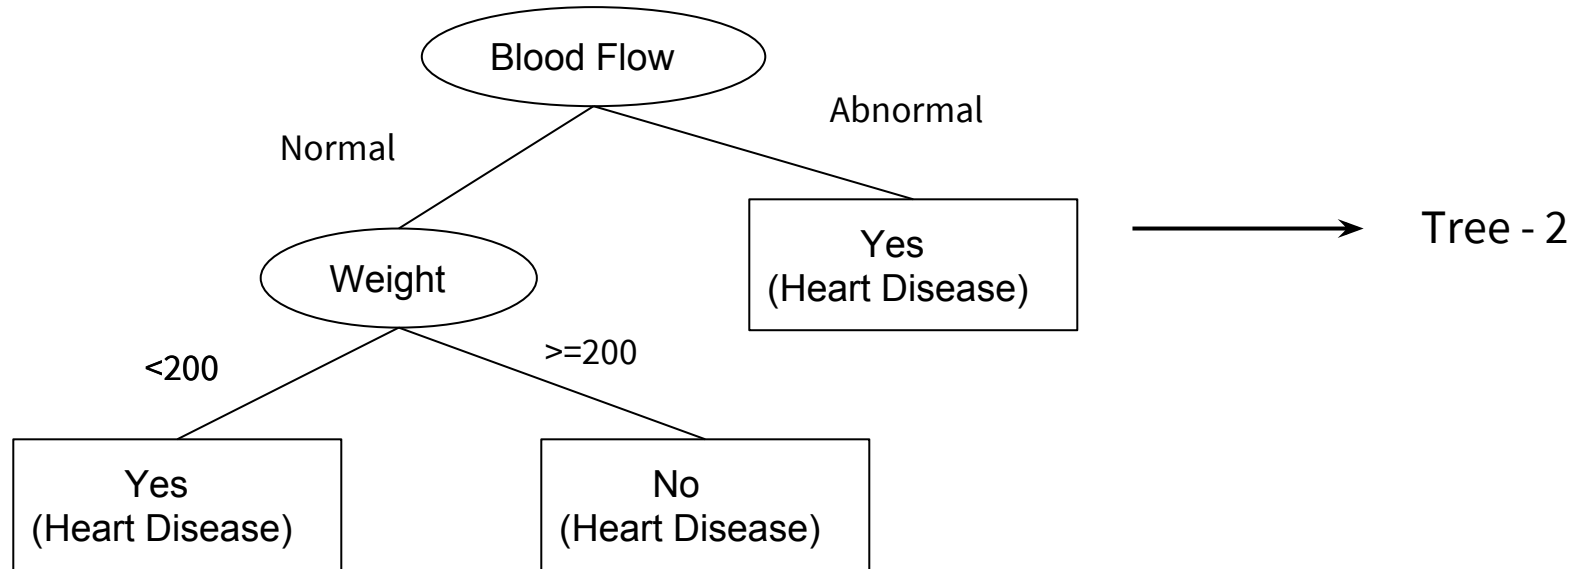 Blood Flow
Abnormal
Normal
Yes
(Heart Disease)
Tree - 2
Weight
<200
>=200
Yes
(Heart Disease)
No
(Heart Disease)